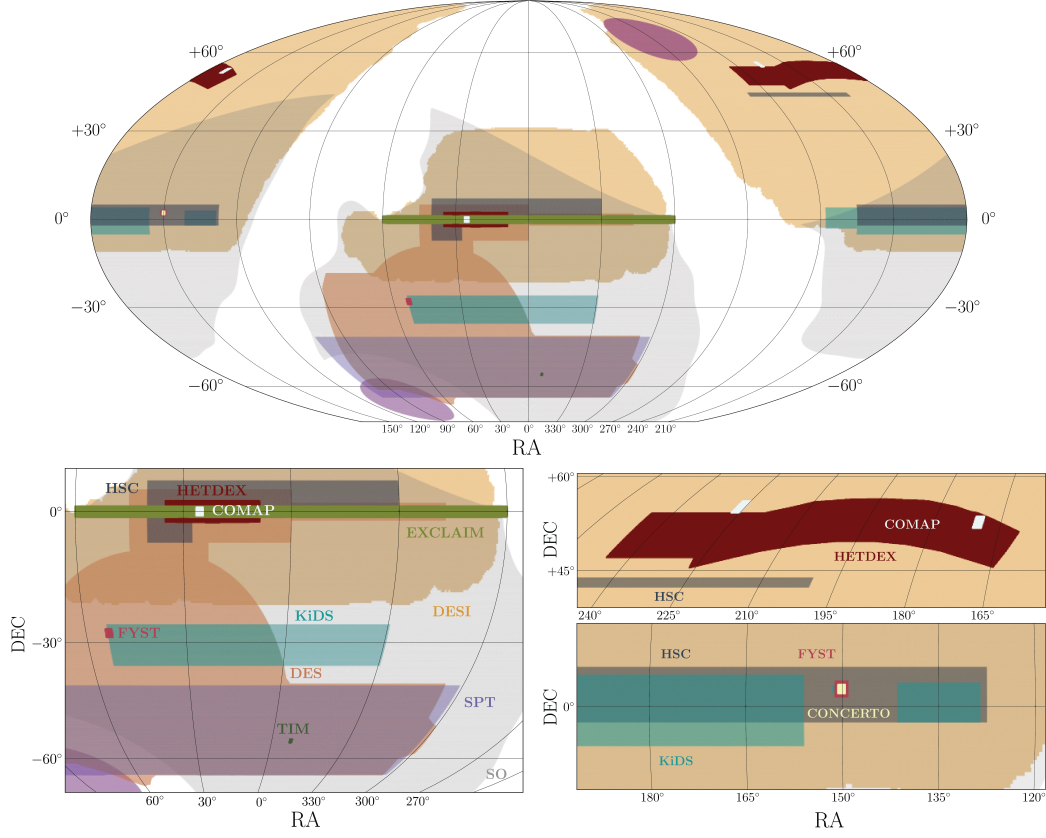 +60° +60°
+30° +30°
0° 0°
−30° −30°
−60° −60°
150° 120° 90° 60° 30° 0° 330° 300° 270° 240° 210°
RA
HSC HETDEX
0° COMAP
EXCLAIM
DESI
KiDS
FYST
−30°
DES
SPT
TIM
−60°
SO
DEC
60° 30° 0° 330° 300° 270°
RA
+60°
COMAP
HETDEX
+45°
HSC
DEC
240° 225° 210° 195° 180° 165°
HSC FYST
0° CONCERTO
KiDS
DEC
180° 165° 150° 135° 120°
RA